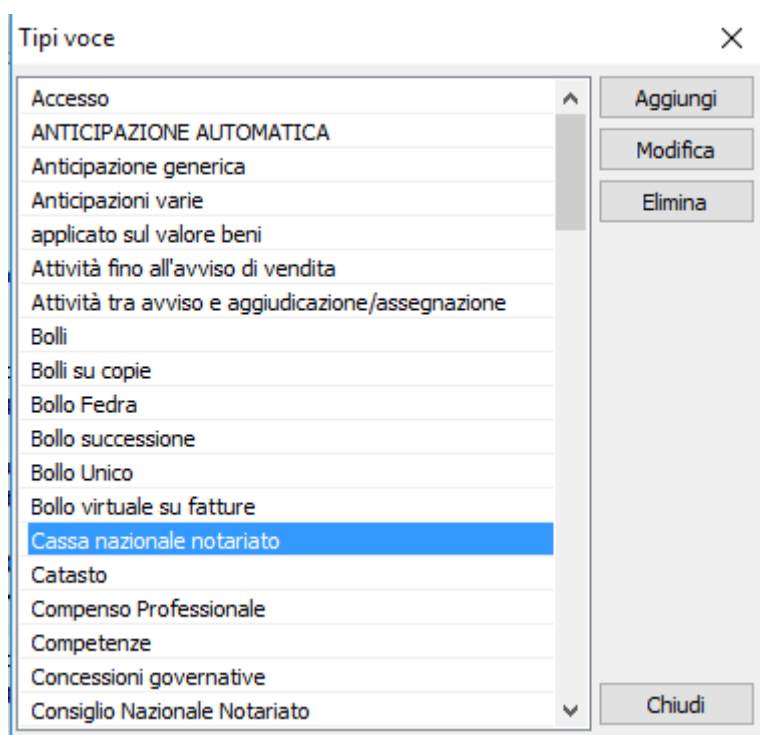 Tipi voce
Accesso
ANTICIPAZIONE AUTOMATICA
Anticipazione generica
Anticipazioni varie
applicato sul valore beni
Attività fino all'avviso di vendita
Attività tra avviso e aggiudicazione/assegnazione
Bolli
Bolli su copie
Bollo Fedra
Bollo successione
Bollo Unico
Bollo virtuale su fatture
Cassa nazionale notariato
Catasto
Compenso Professionale
Competenze
Concessioni governative
Consiglio Nazionale Notariato
Aggiungi
Modifica
Elimina
Chiudi